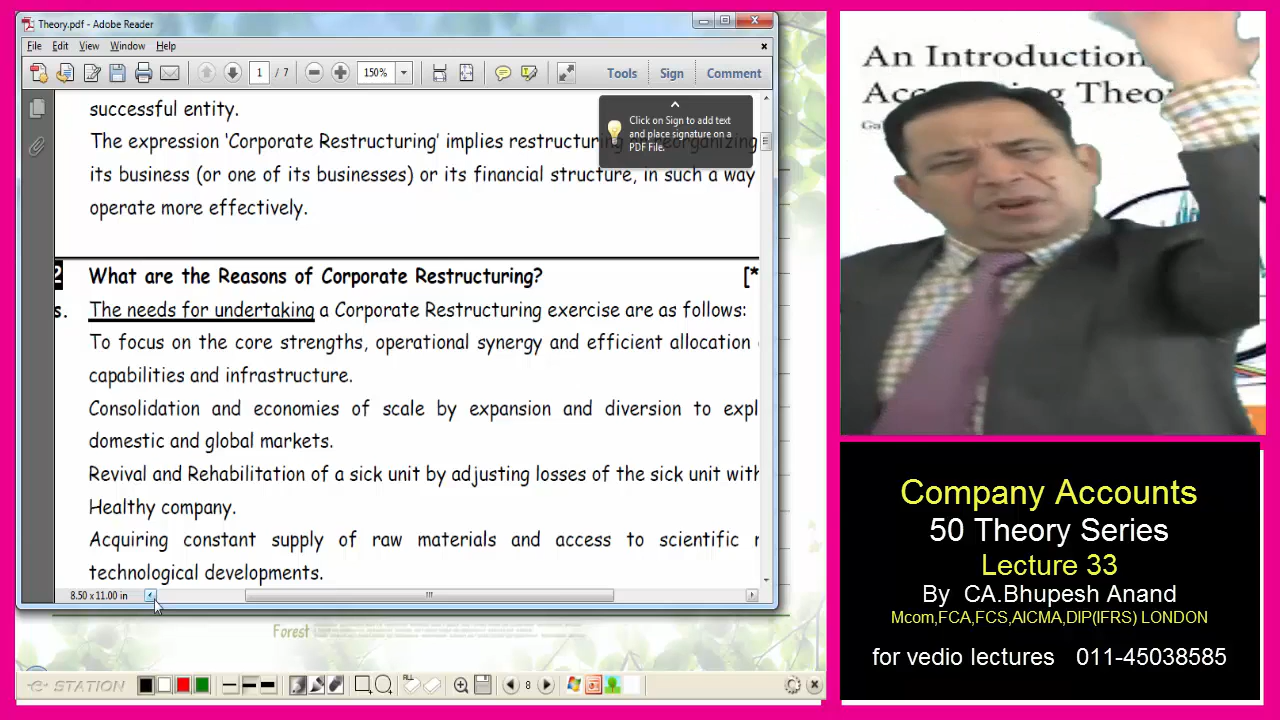 Theory.pdf - Adobe Reader
File Edit View Window Help
1 / 7 150% Tools Sign Comment
successful entity.
The expression ‘Corporate Restructuring’ implies restructuring
its business (or one of its businesses) or its financial structure, in such a way
operate more effectively.
Click on Sign to add text
and place signature on a
PDF File.
2 What are the Reasons of Corporate Restructuring? [*
s. The needs for undertaking a Corporate Restructuring exercise are as follows:
To focus on the core strengths, operational synergy and efficient allocation
capabilities and infrastructure.
Consolidation and economies of scale by expansion and diversion to expl
domestic and global markets.
Revival and Rehabilitation of a sick unit by adjusting losses of the sick unit with
Healthy company.
Acquiring constant supply of raw materials and access to scientific
technological developments.
8.50 x 11.00 in
Forest
e-STATION
8
An Introduction
Theo
Company Accounts
50 Theory Series
Lecture 33
By CA.Bhupesh Anand
Mcom,FCA,FCS,AICMA,DIP(IFRS) LONDON
for vedio lectures 011-45038585